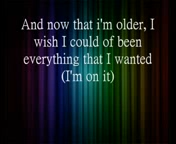 And now that i'm older, I
wish I could of been
everything that I wanted
(I'm on it)